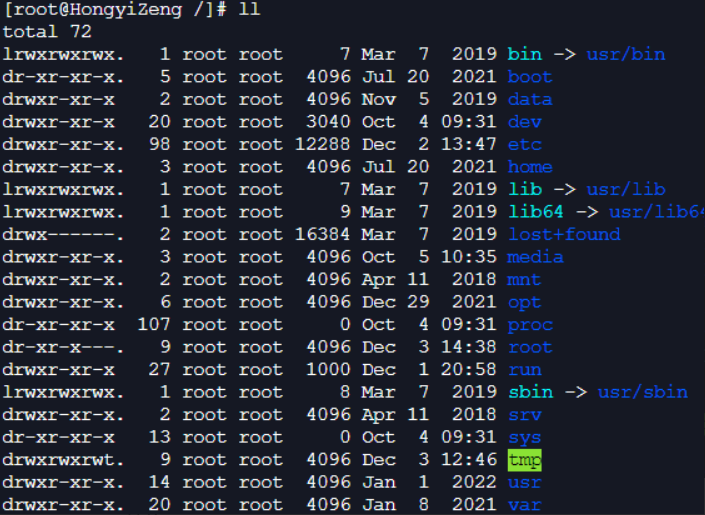 [root@HongyiZeng /]# ll
total 72
lrwxrwxrwx.   1 root root     7 Mar  7  2019 bin -> usr/bin
dr-xr-xr-x.   5 root root  4096 Jul 20  2021 boot
drwxr-xr-x    2 root root  4096 Nov  5  2019 data
drwxr-xr-x   20 root root  3040 Oct  4 09:31 dev
drwxr-xr-x.  98 root root 12288 Dec  2 13:47 etc
drwxr-xr-x.   3 root root  4096 Jul 20  2021 home
lrwxrwxrwx.   1 root root     7 Mar  7  2019 lib -> usr/lib
lrwxrwxrwx.   1 root root     9 Mar  7  2019 lib64 -> usr/lib64
drwx------.   2 root root 16384 Mar  7  2019 lost+found
drwxr-xr-x.   3 root root  4096 Oct  5 10:35 media
drwxr-xr-x.   2 root root  4096 Apr 11  2018 mnt
drwxr-xr-x.   6 root root  4096 Dec 29  2021 opt
dr-xr-xr-x  107 root root     0 Oct  4 09:31 proc
dr-xr-x---.   9 root root  4096 Dec  3 14:38 root
drwxr-xr-x   27 root root  1000 Dec  1 20:58 run
lrwxrwxrwx.   1 root root     8 Mar  7  2019 sbin -> usr/sbin
drwxr-xr-x.   2 root root  4096 Apr 11  2018 srv
dr-xr-xr-x   13 root root     0 Oct  4 09:31 sys
drwxrwxrwt.   9 root root  4096 Dec  3 12:46 tmp
drwxr-xr-x.  14 root root  4096 Jan  1  2022 usr
drwxr-xr-x.  20 root root  4096 Jan  8  2021 var